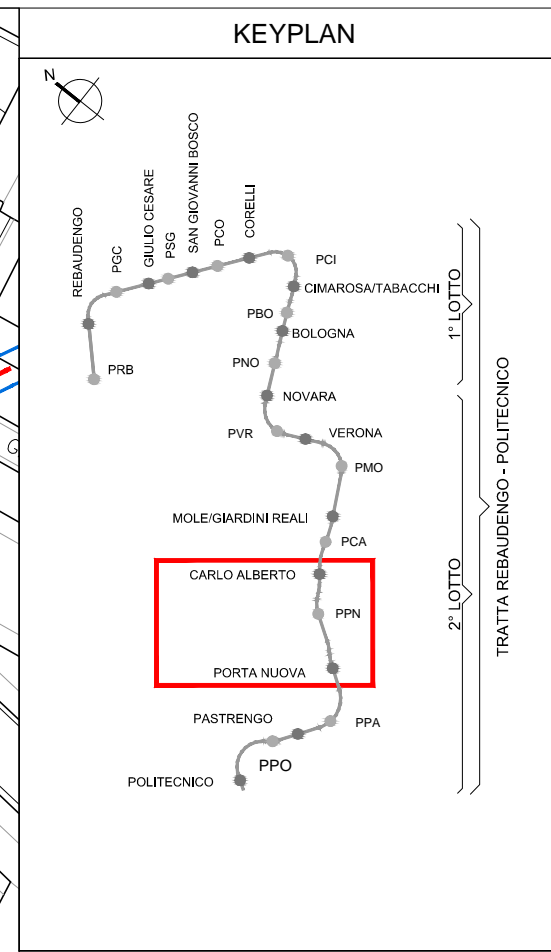 KEYPLAN
N
REBAUDENGO
PGC
GIULIO CESARE
PSG
SAN GIOVANNI BOSCO
PCO
CORELLI
PCI
CIMAROSA/TABACCHI
PBO
BOLOGNA
PRB
PNO
NOVARA
PVR
VERONA
PMO
MOLE/GIARDINI REALI
PCA
CARLO ALBERTO
PPN
PORTA NUOVA
PASTRENGO
PPA
PPO
POLITECNICO
1° LOTTO
2° LOTTO
TRATTA REBAUDENGO - POLITECNICO
G